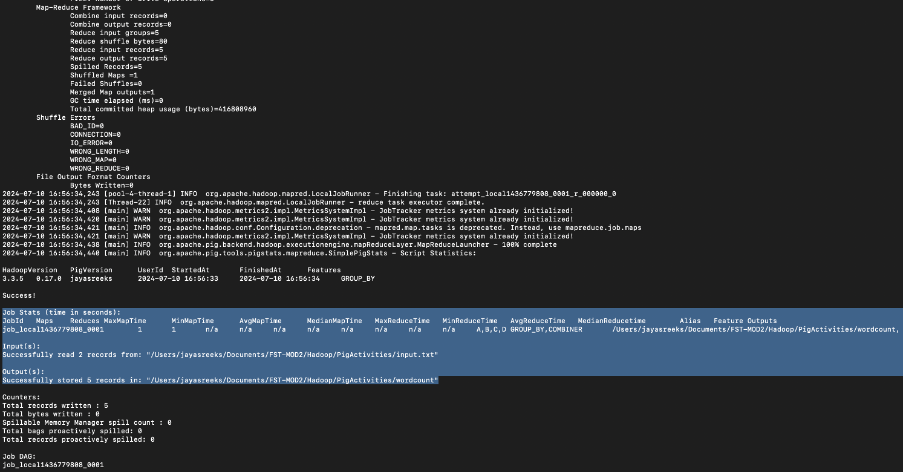 Map-Reduce Framework
Combine input records=0
Combine output records=0
Reduce input groups=5
Reduce shuffle bytes=80
Reduce input records=5
Reduce output records=5
Spilled Records=5
Shuffled Maps =1
Failed Shuffles=0
Merged Map outputs=1
GC time elapsed (ms)=0
Total committed heap usage (bytes)=416808960
Shuffle Errors
BAD_ID=0
CONNECTION=0
IO_ERROR=0
WRONG_LENGTH=0
WRONG_MAP=0
WRONG_REDUCE=0
File Output Format Counters
Bytes Written=0
2024-07-10 16:56:34,243 [pool-4-thread-1] INFO  org.apache.hadoop.mapred.LocalJobRunner - Finishing task: attempt_local1436779808_0001_r_000000_0
2024-07-10 16:56:34,243 [Thread-22] INFO  org.apache.hadoop.mapred.LocalJobRunner - reduce task executor complete.
2024-07-10 16:56:34,408 [main] WARN  org.apache.hadoop.metrics2.impl.MetricsSystemImpl - JobTracker metrics system already initialized!
2024-07-10 16:56:34,420 [main] WARN  org.apache.hadoop.metrics2.impl.MetricsSystemImpl - JobTracker metrics system already initialized!
2024-07-10 16:56:34,421 [main] INFO  org.apache.hadoop.conf.Configuration.deprecation - mapred.map.tasks is deprecated. Instead, use mapreduce.job.maps
2024-07-10 16:56:34,421 [main] WARN  org.apache.hadoop.metrics2.impl.MetricsSystemImpl - JobTracker metrics system already initialized!
2024-07-10 16:56:34,438 [main] INFO  org.apache.pig.backend.hadoop.executionengine.mapReduceLayer.MapReduceLauncher - 100% complete
2024-07-10 16:56:34,440 [main] INFO  org.apache.pig.tools.pigstats.mapreduce.SimplePigStats - Script Statistics:
HadoopVersion PigVersion UserId StartedAt FinishedAt Features
3.3.5 0.17.0 jayasreeks 2024-07-10 16:56:33 2024-07-10 16:56:34 GROUP_BY
Success!
Job Stats (time in seconds):
JobId Maps Reduces MaxMapTime MinMapTime AvgMapTime MedianMapTime MaxReduceTime MinReduceTime AvgReduceTime MedianReducetime Alias Feature Outputs
job_local1436779808_0001 1 1 n/a n/a n/a n/a n/a n/a n/a n/a A,B,C,D GROUP_BY,COMBINER /Users/jayasreeks/Documents/FST-MOD2/Hadoop/PigActivities/wordcount,
Input(s):
Successfully read 2 records from: "/Users/jayasreeks/Documents/FST-MOD2/Hadoop/PigActivities/input.txt"
Output(s):
Successfully stored 5 records in: "/Users/jayasreeks/Documents/FST-MOD2/Hadoop/PigActivities/wordcount"
Counters:
Total records written : 5
Total bytes written : 0
Spillable Memory Manager spill count : 0
Total bags proactively spilled: 0
Total records proactively spilled: 0
Job DAG:
job_local1436779808_0001